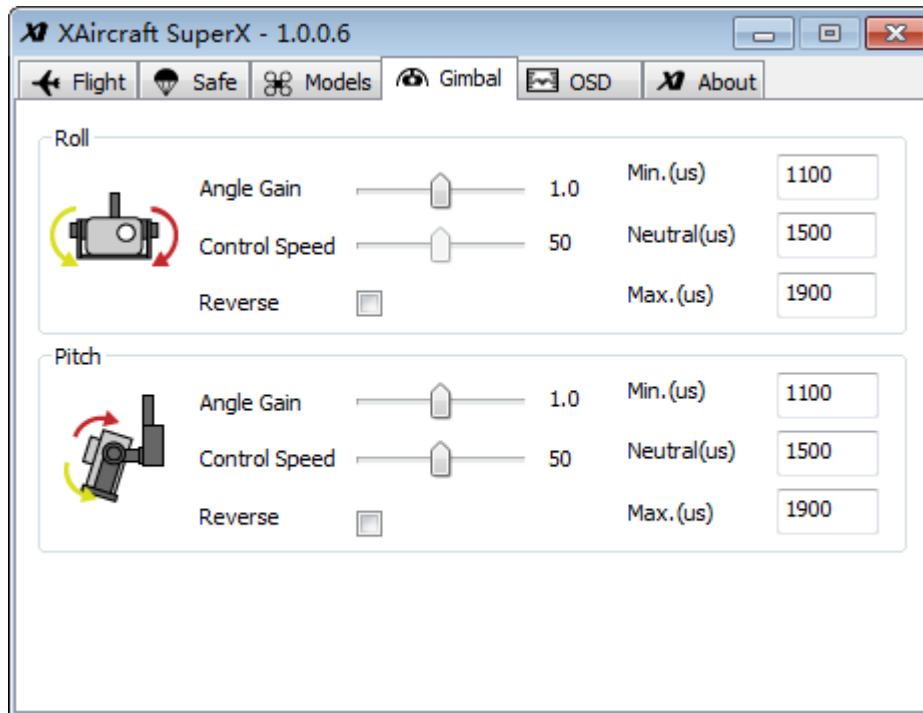 XAircraft SuperX - 1.0.0.6
Flight Safe Models Gimbal OSD About
Roll
Angle Gain 1.0 Min.(us) 1100
Control Speed 50 Neutral(us) 1500
Reverse Max.(us) 1900
Pitch
Angle Gain 1.0 Min.(us) 1100
Control Speed 50 Neutral(us) 1500
Reverse Max.(us) 1900